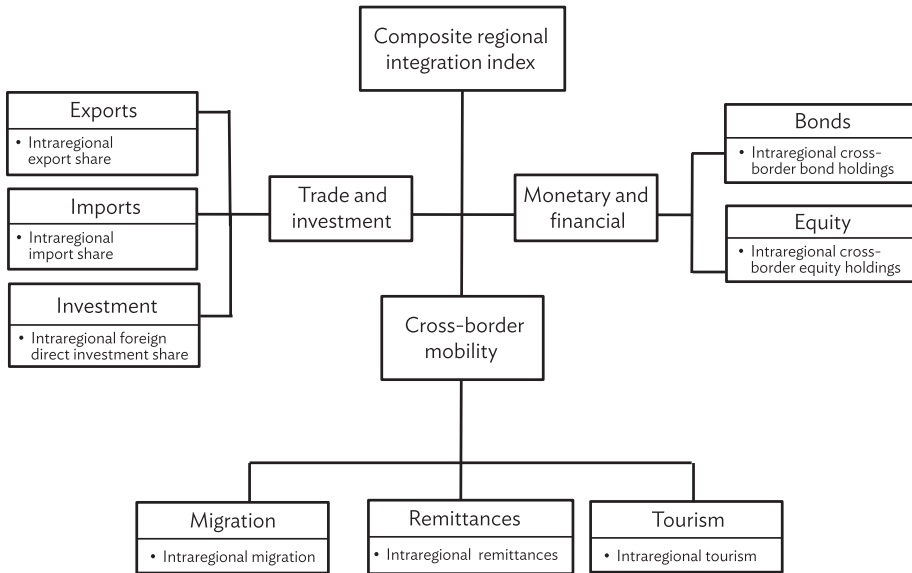 Composite regional
integration index
Exports
• Intraregional
export share
Imports
• Intraregional
import share
Investment
• Intraregional foreign
direct investment share
Trade and
investment
Monetary and
financial
Bonds
• Intraregional cross-
border bond holdings
Equity
• Intraregional cross-
border equity holdings
Cross-border
mobility
Migration
• Intraregional migration
Remittances
• Intraregional remittances
Tourism
• Intraregional tourism